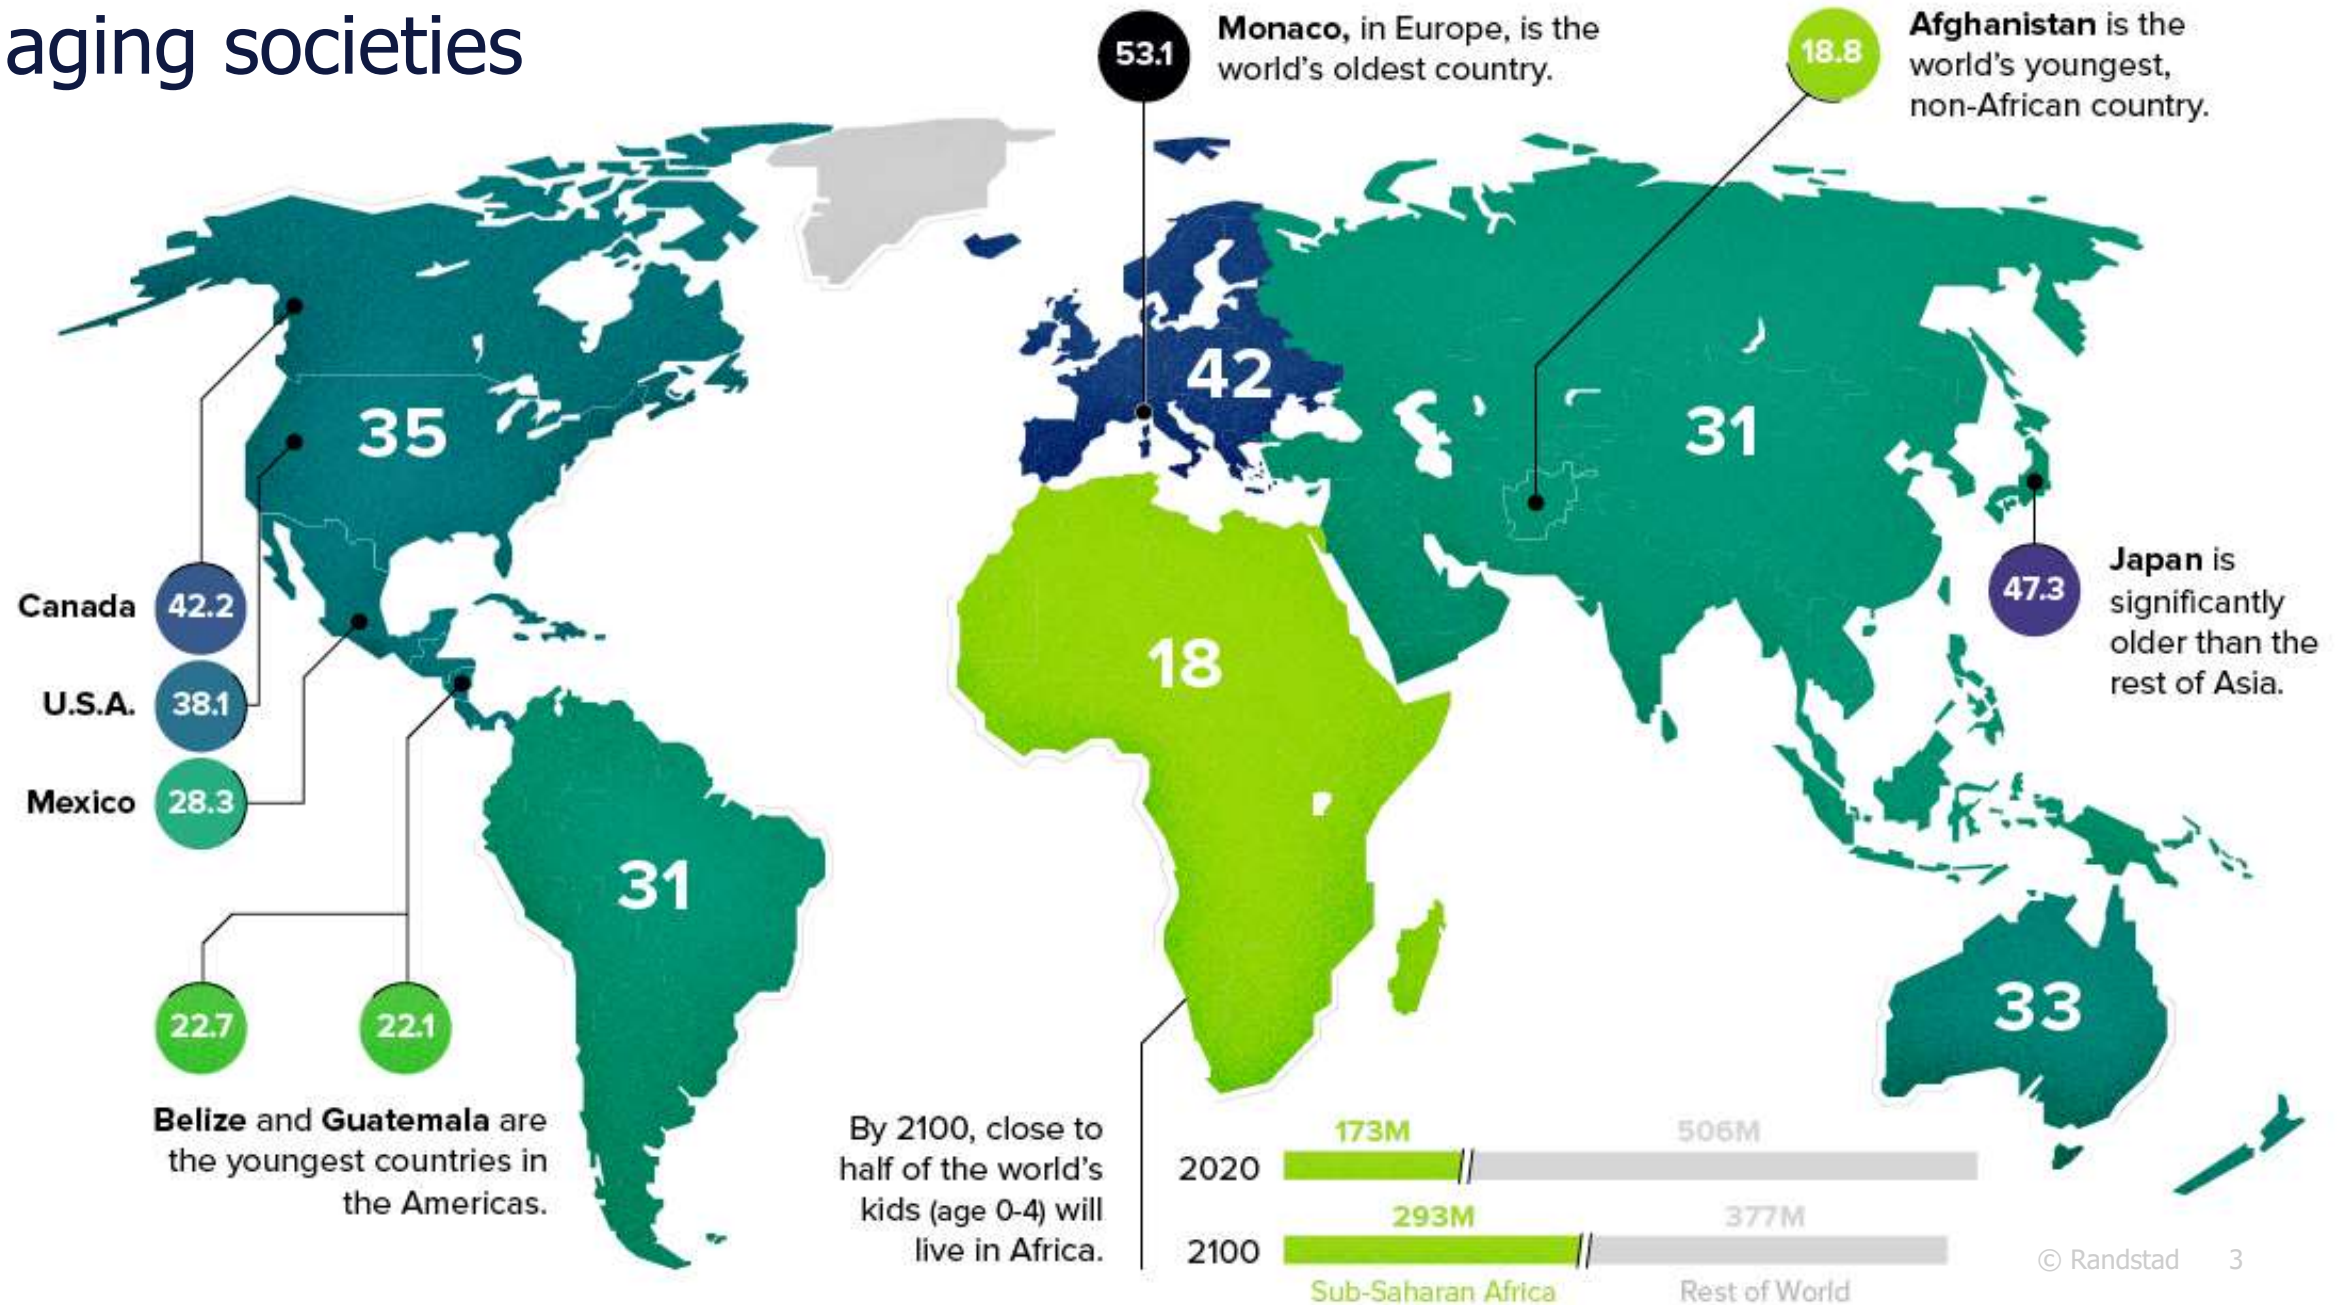 aging societies
53.1
Monaco, in Europe, is the
world's oldest country.
18.8
Afghanistan is the
world's youngest,
non-African country.
35
42
31
18
31
33
Canada 42.2
U.S.A. 38.1
Mexico 28.3
47.3
Japan is
significantly
older than the
rest of Asia.
22.7
22.1
Belize and Guatemala are
the youngest countries in
the Americas.
By 2100, close to
half of the world's
kids (age 0-4) will
live in Africa.
173M 506M
2020
293M 377M
2100
Sub-Saharan Africa Rest of World
© Randstad 3